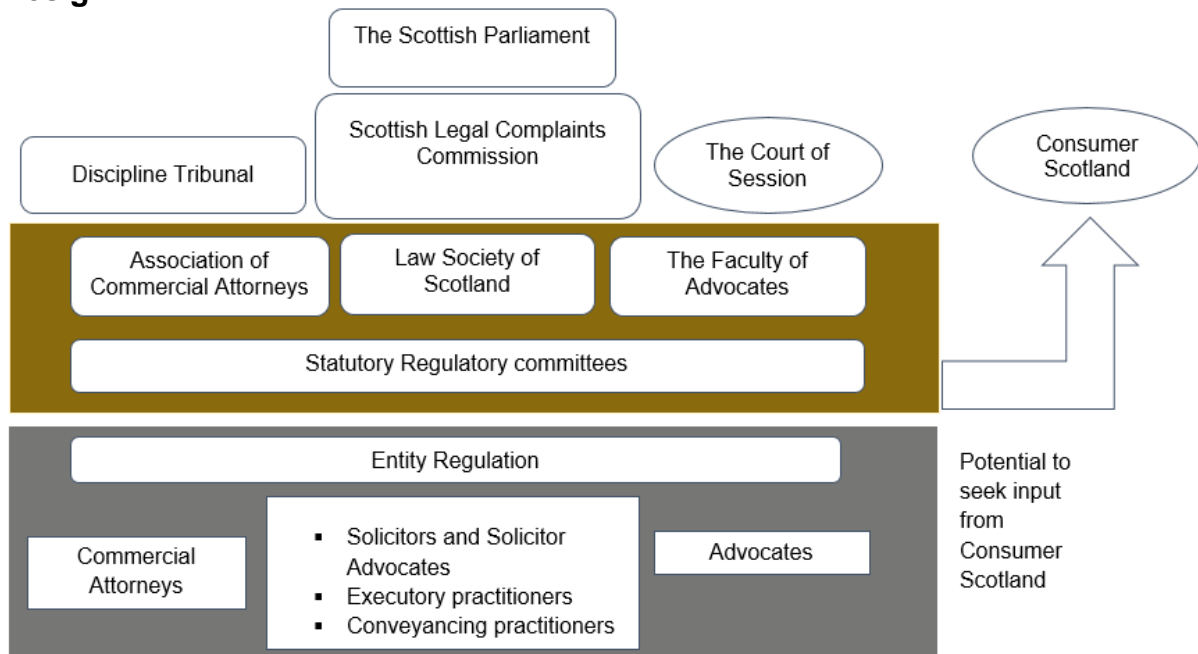 The Scottish Parliament
Scottish Legal Complaints
Commission
Discipline Tribunal
The Court of
Session
Consumer
Scotland
Association of
Commercial Attorneys
Law Society of
Scotland
The Faculty of
Advocates
Statutory Regulatory committees
Entity Regulation
Commercial
Attorneys
▪ Solicitors and Solicitor
Advocates
▪ Executory practitioners
▪ Conveyancing practitioners
Advocates
Potential to
seek input
from
Consumer
Scotland